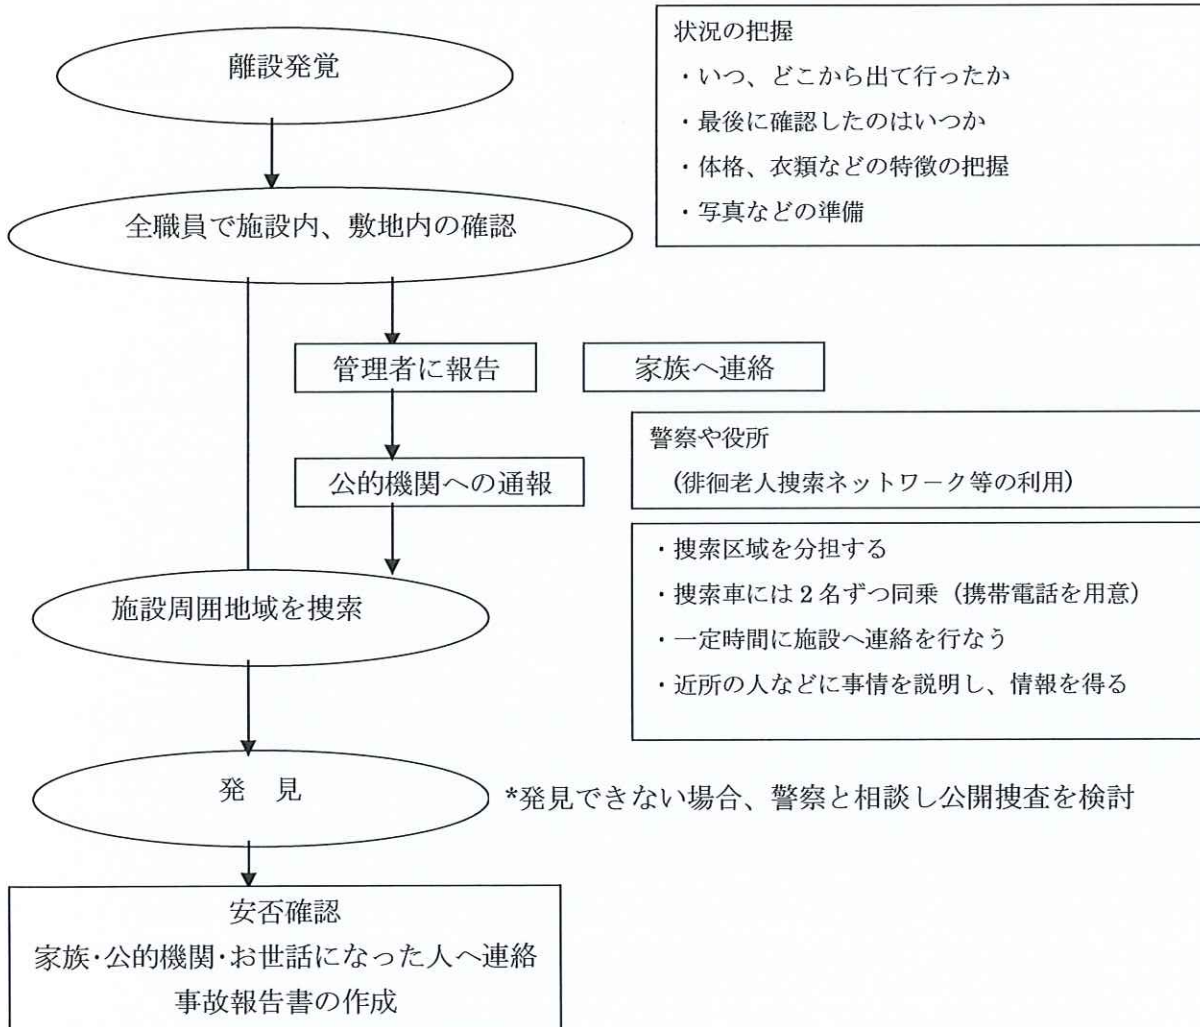 離設発覚
状況の把握
・いつ、どこから出て行ったか
・最後に確認したのはいつか
・体格、衣類などの特徴の把握
・写真などの準備
全職員で施設内、敷地内の確認
管理者に報告
家族へ連絡
公的機関への通報
警察や役所
(徘徊老人捜索ネットワーク等の利用)
施設周囲地域を捜索
・捜索区域を分担する
・捜索車には2名ずつ同乗（携帯電話を用意）
・一定時間に施設へ連絡を行なう
・近所の人などに事情を説明し、情報を得る
発　見
*発見できない場合、警察と相談し公開捜査を検討
安否確認
家族･公的機関･お世話になった人へ連絡
事故報告書の作成